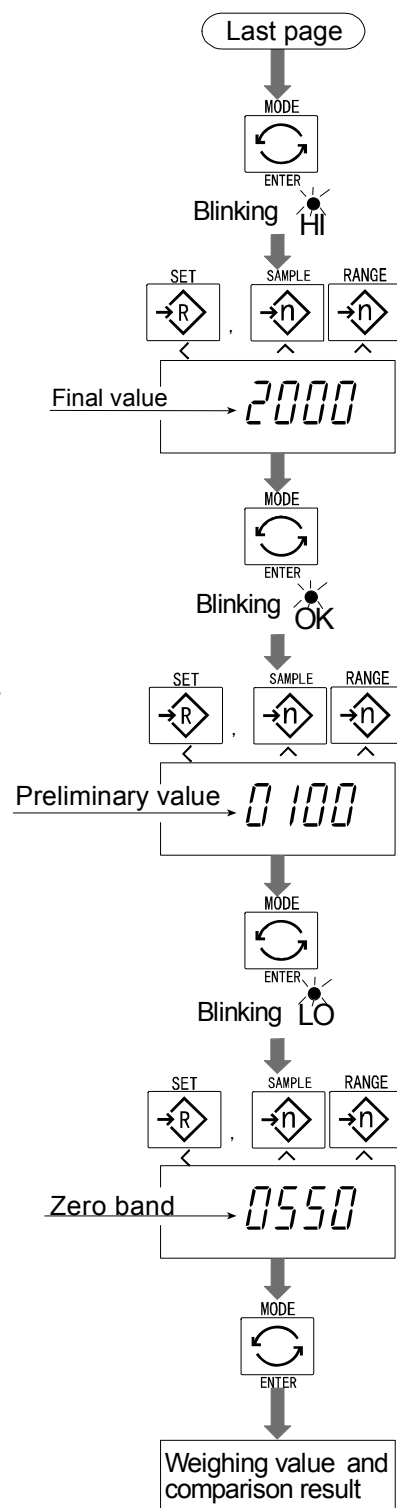 Last page
MODE
ENTER
Blinking HI
SET SAMPLE RANGE
R , n n
Final value 2000
MODE
ENTER
Blinking OK
SET SAMPLE RANGE
R , n n
Preliminary value 0100
MODE
ENTER
Blinking LO
SET SAMPLE RANGE
R , n n
Zero band 0550
MODE
ENTER
Weighing value and
comparison result